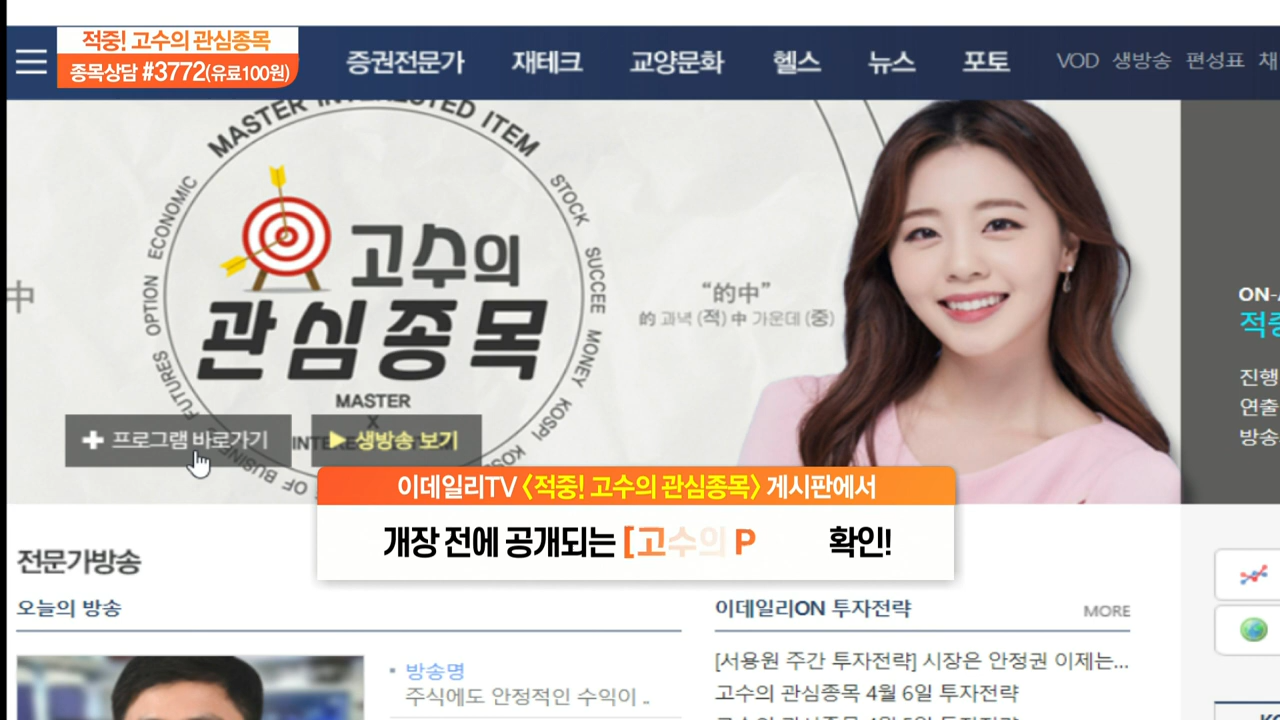 적중! 고수의 관심종목
종목상담 #3772(유료100원)
증권전문가 재테크 교양문화 헬스 뉴스 포토 VOD 생방송 편성표 채
MASTER INTERESTED ITEM
ECONOMIC
OPTION
FUTURES
STOCK
SUCCEE
MONEY
KOSPI
OF BUSINE
고수의
관심종목
MASTER
X
中
“的中”
的 과녁 (적) 中 가운데 (중)
ON-
적중
진행
연출
방송
프로그램 바로가기
생방송 보기
이데일리TV <적중! 고수의 관심종목> 게시판에서
개장 전에 공개되는 [고수의 P 확인!
전문가방송
오늘의 방송
이데일리ON 투자전략 MORE
방송명
주식에도 안정적인 수익이 ..
[서용원 주간 투자전략] 시장은 안정권 이제는...
고수의 관심종목 4월 6일 투자전략